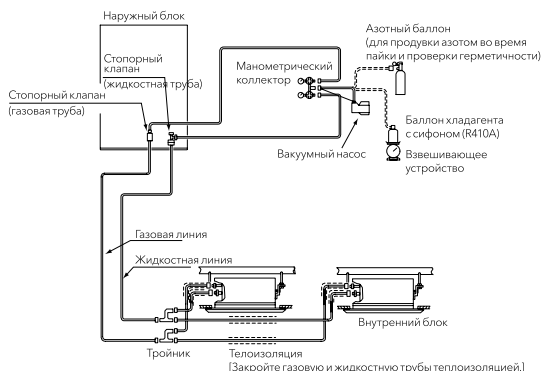 Наружный блок
Стопорный
клапан
(жидкостная труба)
Стопорный клапан
(газовая труба)
Манометрический
коллектор
Азотный баллон
(для продувки азотом во время
пайки и проверки герметичности)
Вакуумный насос
Баллон хладагента
с сифоном (R410A)
Взвешивающее
устройство
Газовая линия
Жидкостная линия
Внутренний блок
Тройник
Телоизоляция
[Закройте газовую и жидкостную трубы теплоизоляцией.]